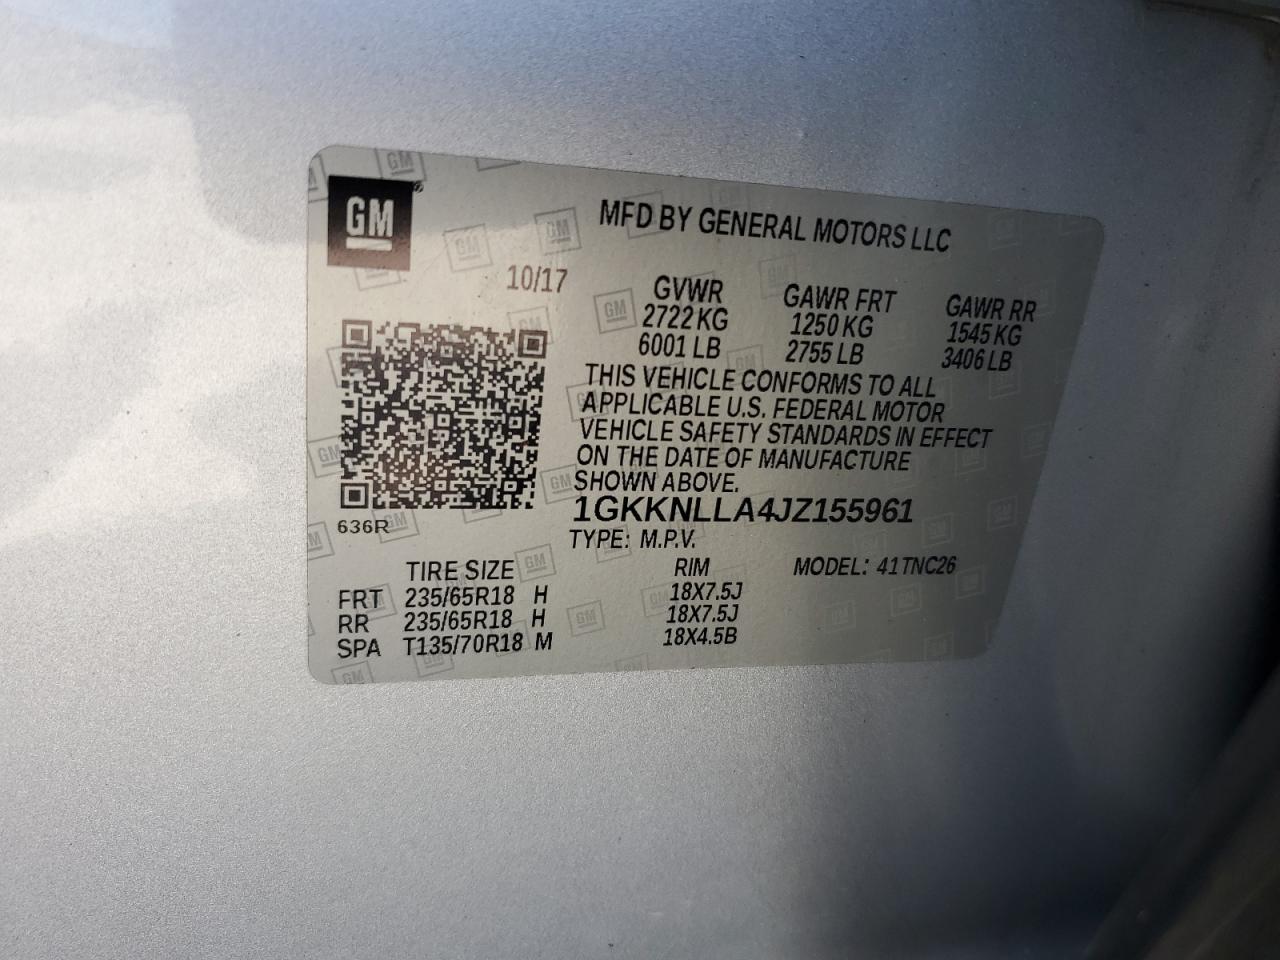 GM®
MFD BY GENERAL MOTORS LLC
10/17
GVWR GAWR FRT GAWR RR
2722 KG 1250 KG 1545 KG
6001 LB 2755 LB 3406 LB
THIS VEHICLE CONFORMS TO ALL
APPLICABLE U.S. FEDERAL MOTOR
VEHICLE SAFETY STANDARDS IN EFFECT
ON THE DATE OF MANUFACTURE
SHOWN ABOVE.
1GKKNLLA4JZ155961
636R
TYPE: M.P.V.
TIRE SIZE RIM MODEL: 41TNC26
FRT 235/65R18 H 18X7.5J
RR 235/65R18 H 18X7.5J
SPA T135/70R18 M 18X4.5B